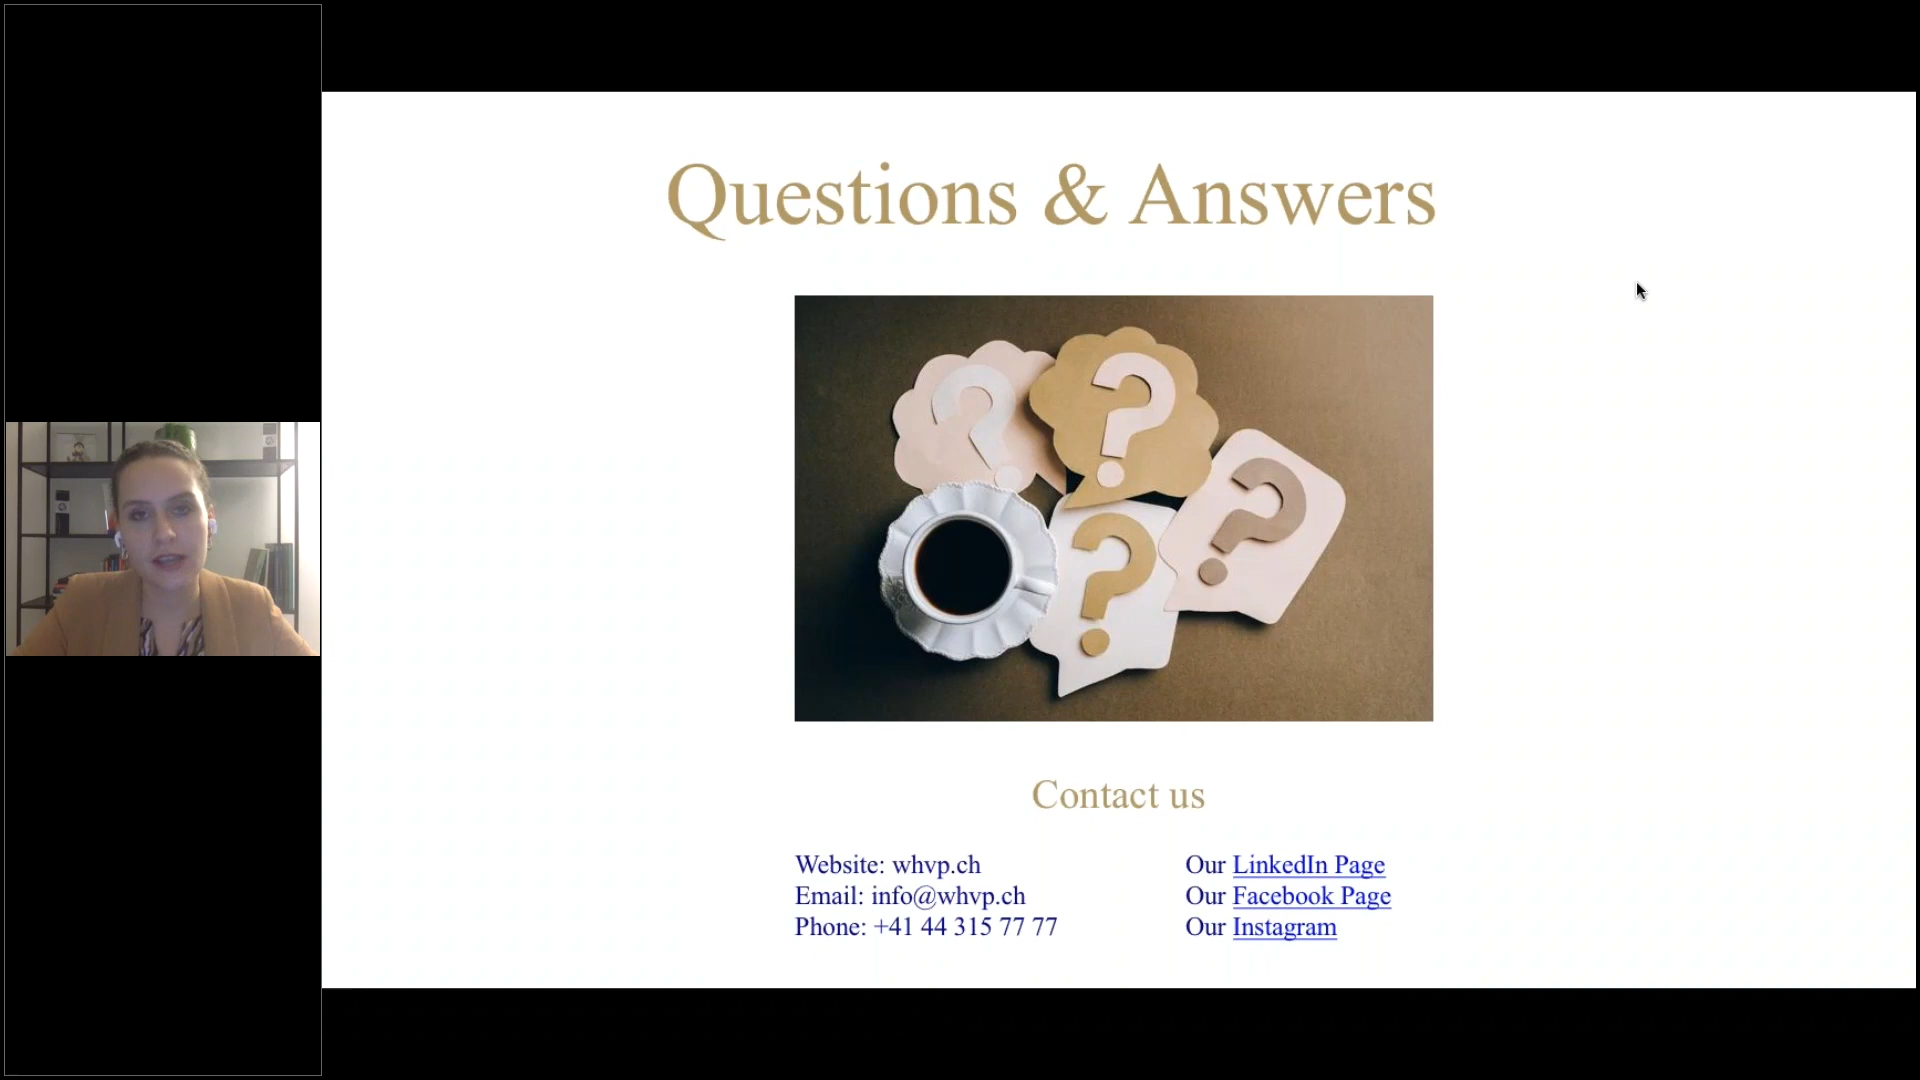 Questions & Answers
? ? ? ?
Contact us
Website: whvp.ch
Email: info@whvp.ch
Phone: +41 44 315 77 77
Our LinkedIn Page
Our Facebook Page
Our Instagram